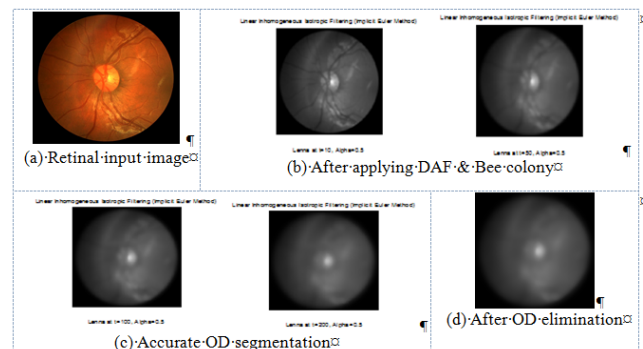 Linear Inhomogeneous Isotropic Filtering (Implicit Euler Method)
Linear Inhomogeneous Isotropic Filtering (Implicit Euler Method)
Lenna at t=10, Alpha=0.5
Lenna at t=50, Alpha=0.5
(a)·Retinal·input·image¤
(b)·After·applying·DAF·&·Bee·colony¤
Linear Inhomogeneous Isotropic Filtering (Implicit Euler Method)
Linear Inhomogeneous Isotropic Filtering (Implicit Euler Method)
Lenna at t=100, Alpha=0.5
Lenna at t=200, Alpha=0.5
(c)·Accurate·OD·segmentation¤
(d)·After·OD·elimination¤